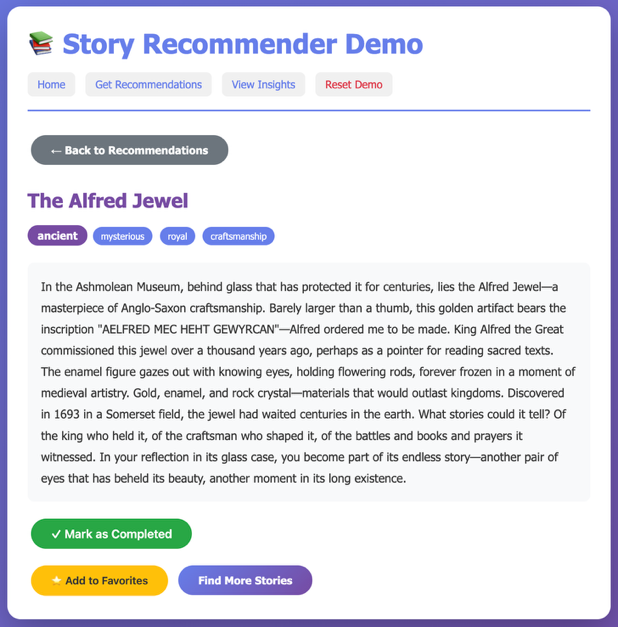 📚 Story Recommender Demo
Home Get Recommendations View Insights Reset Demo
← Back to Recommendations
The Alfred Jewel
ancient mysterious royal craftsmanship
In the Ashmolean Museum, behind glass that has protected it for centuries, lies the Alfred Jewel—a
masterpiece of Anglo-Saxon craftsmanship. Barely larger than a thumb, this golden artifact bears the
inscription "AELFRED MEC HEHT GEWYRCAN"—Alfred ordered me to be made. King Alfred the Great
commissioned this jewel over a thousand years ago, perhaps as a pointer for reading sacred texts.
The enamel figure gazes out with knowing eyes, holding flowering rods, forever frozen in a moment of
medieval artistry. Gold, enamel, and rock crystal—materials that would outlast kingdoms. Discovered
in 1693 in a Somerset field, the jewel had waited centuries in the earth. What stories could it tell? Of
the king who held it, of the craftsman who shaped it, of the battles and books and prayers it
witnessed. In your reflection in its glass case, you become part of its endless story—another pair of
eyes that has beheld its beauty, another moment in its long existence.
✓ Mark as Completed
⭐ Add to Favorites Find More Stories